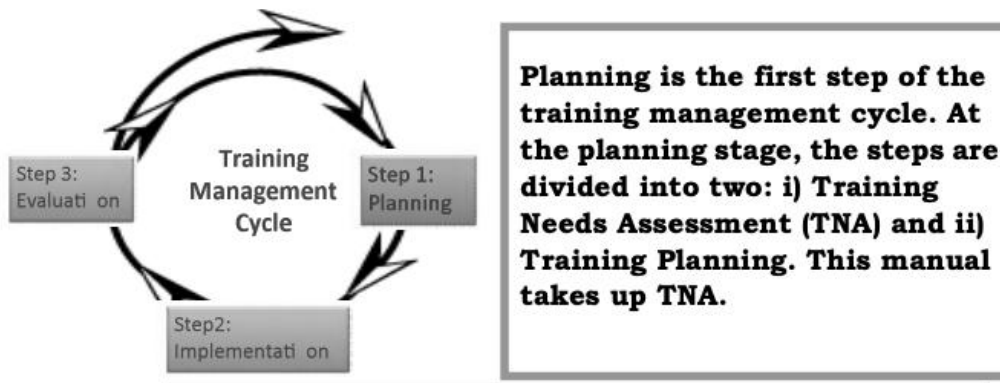 Training
Management
Cycle
Step 1:
Planning
Step2:
Implementati on
Step 3:
Evaluati on
Planning is the first step of the
training management cycle. At
the planning stage, the steps are
divided into two: i) Training
Needs Assessment (TNA) and ii)
Training Planning. This manual
takes up TNA.